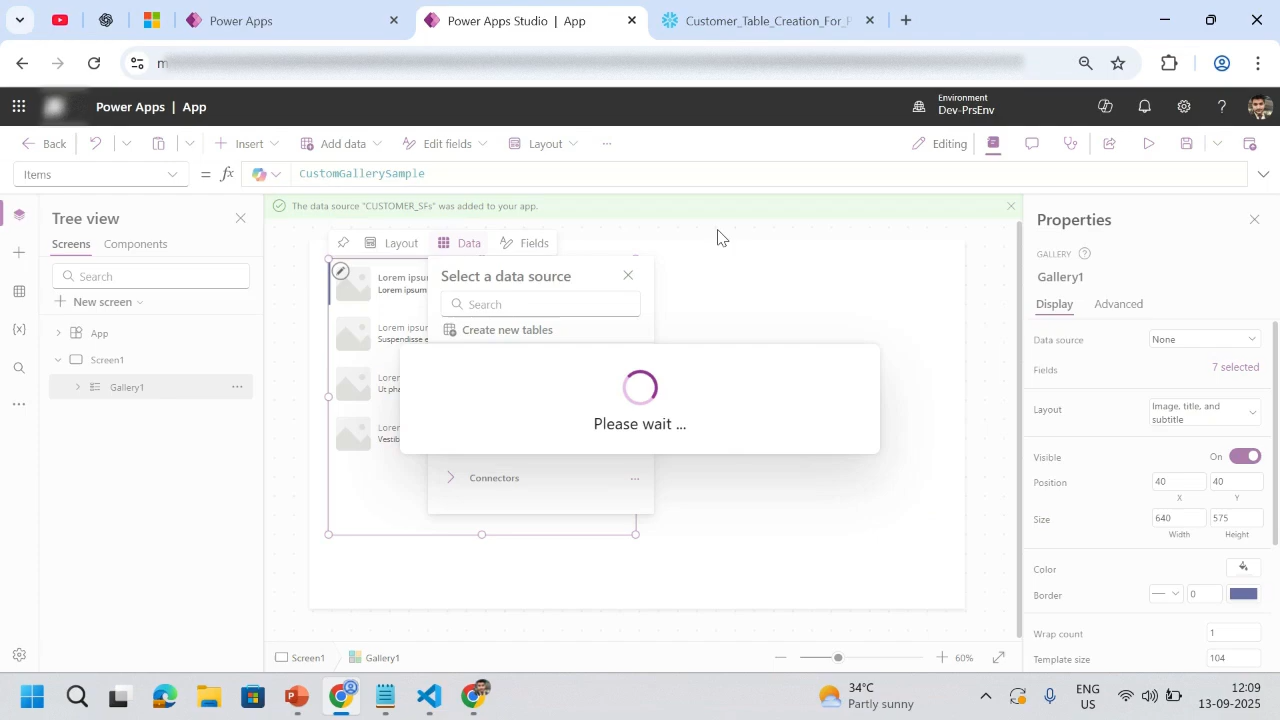 Power Apps
Power Apps Studio | App
Customer_Table_Creation_For_P
Power Apps | App
Environment
Dev-PrsEnv
Back
Insert
Add data
Edit fields
Layout
...
Editing
Items
= fx
CustomGallerySample
Tree view
The data source "CUSTOMER_SFs" was added to your app.
Properties
Screens
Components
Layout
Data
Fields
GALLERY
Gallery1
Search
Select a data source
Lorem ipsu
Lorem ipsum
Search
Display
Advanced
New screen
Create new tables
App
Lorem ipsu
Suspendisse e
Data source
None
Screen1
Fields
7 selected
Gallery1
...
Lorem
Ut pha
Please wait ...
Layout
Image, title, and
subtitle
Lorem
Vestib
Visible
On
Connectors
...
Position
40
40
X
Y
Size
640
575
Width
Height
Color
Border
0
Wrap count
1
Screen1
Gallery1
60%
Template size
104
34°C
Partly sunny
ENG
US
12:09
13-09-2025